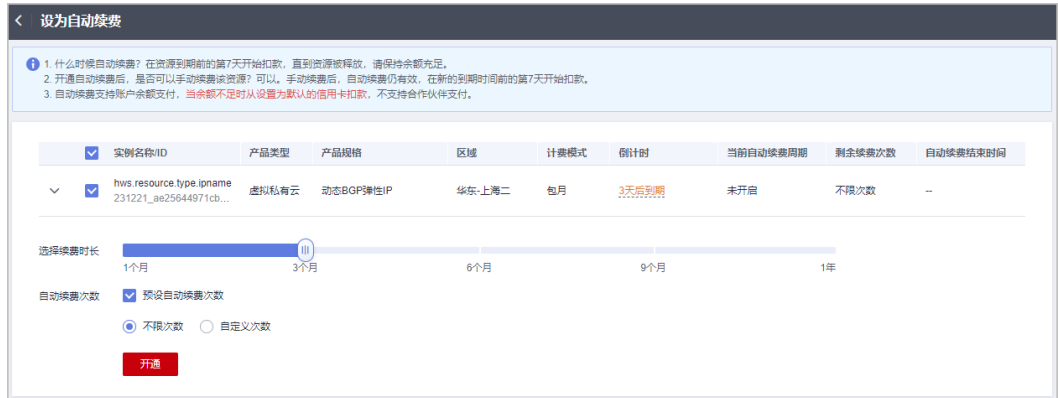 设为自动续费
1. 什么时候自动续费？在资源到期前的第7天开始扣款，直到资源被释放，请保持余额充足。
2. 开通自动续费后，是否可以手动续费该资源？可以。手动续费后，自动续费仍有效，在新的到期时间前的第7天开始扣款。
3. 自动续费支持账户余额支付，当余额不足时从设置为默认的信用卡扣款，不支持合作伙伴支付。
实例名称/ID 产品类型 产品规格 区域 计费模式 倒计时 当前自动续费周期 剩余续费次数 自动续费结束时间
hws.resource.type.ipname 虚拟私有云 动态BGP弹性IP 华东-上海二 包月 3天后到期 未开启 不限次数 --
231221_ae25644971cb...
选择续费时长
1个月 3个月 6个月 9个月 1年
自动续费次数 预设自动续费次数
不限次数 自定义次数
开通